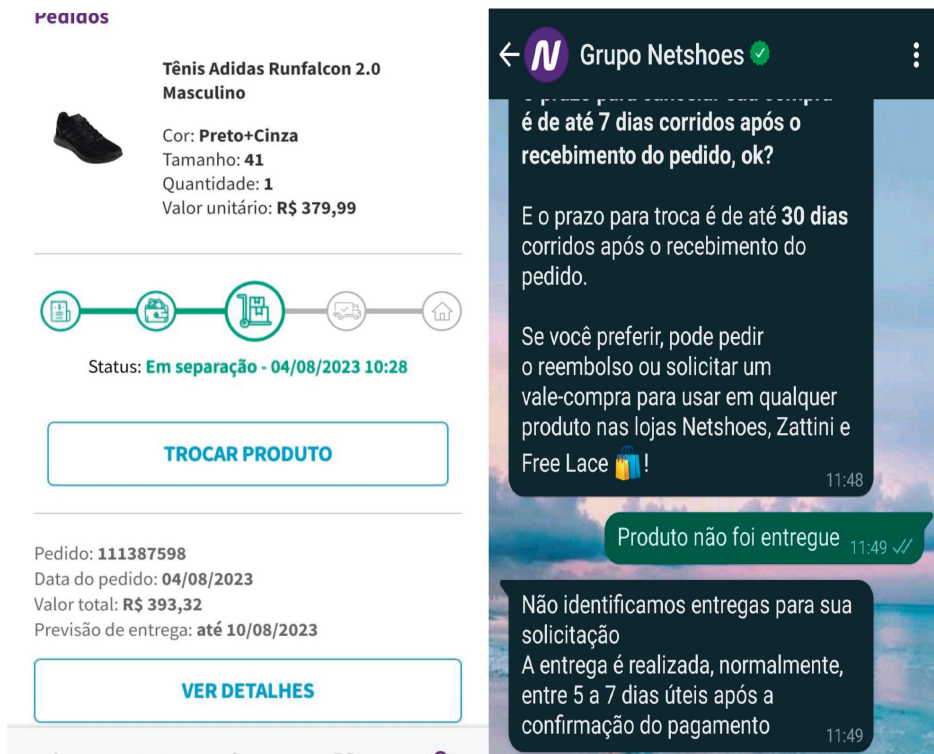 Pedidos
Tênis Adidas Runfalcon 2.0
Masculino
Cor: Preto+Cinza
Tamanho: 41
Quantidade: 1
Valor unitário: R$ 379,99
Status: Em separação - 04/08/2023 10:28
TROCAR PRODUTO
Pedido: 111387598
Data do pedido: 04/08/2023
Valor total: R$ 393,32
Previsão de entrega: até 10/08/2023
VER DETALHES
N Grupo Netshoes
o prazo para cancelar sua compra
é de até 7 dias corridos após o
recebimento do pedido, ok?
E o prazo para troca é de até 30 dias
corridos após o recebimento do
pedido.
Se você preferir, pode pedir
o reembolso ou solicitar um
vale-compra para usar em qualquer
produto nas lojas Netshoes, Zattini e
Free Lace 🛍️!
11:48
Produto não foi entregue 11:49
Não identificamos entregas para sua
solicitação
A entrega é realizada, normalmente,
entre 5 a 7 dias úteis após a
confirmação do pagamento
11:49